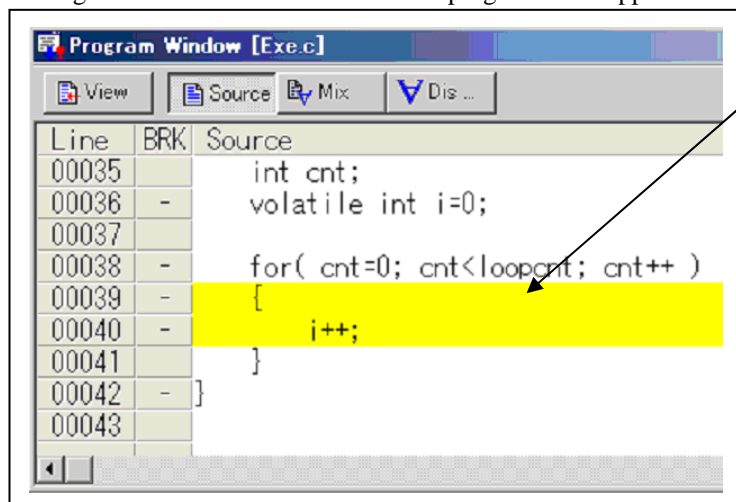 Program Window [Exe.c]
View Source Mix Dis ...
Line BRK Source
00035 int cnt;
00036 - volatile int i=0;
00037
00038 - for( cnt=0; cnt<loopcnt; cnt++ )
00039 - {
00040 - i++;
00041 }
00042 - }
00043